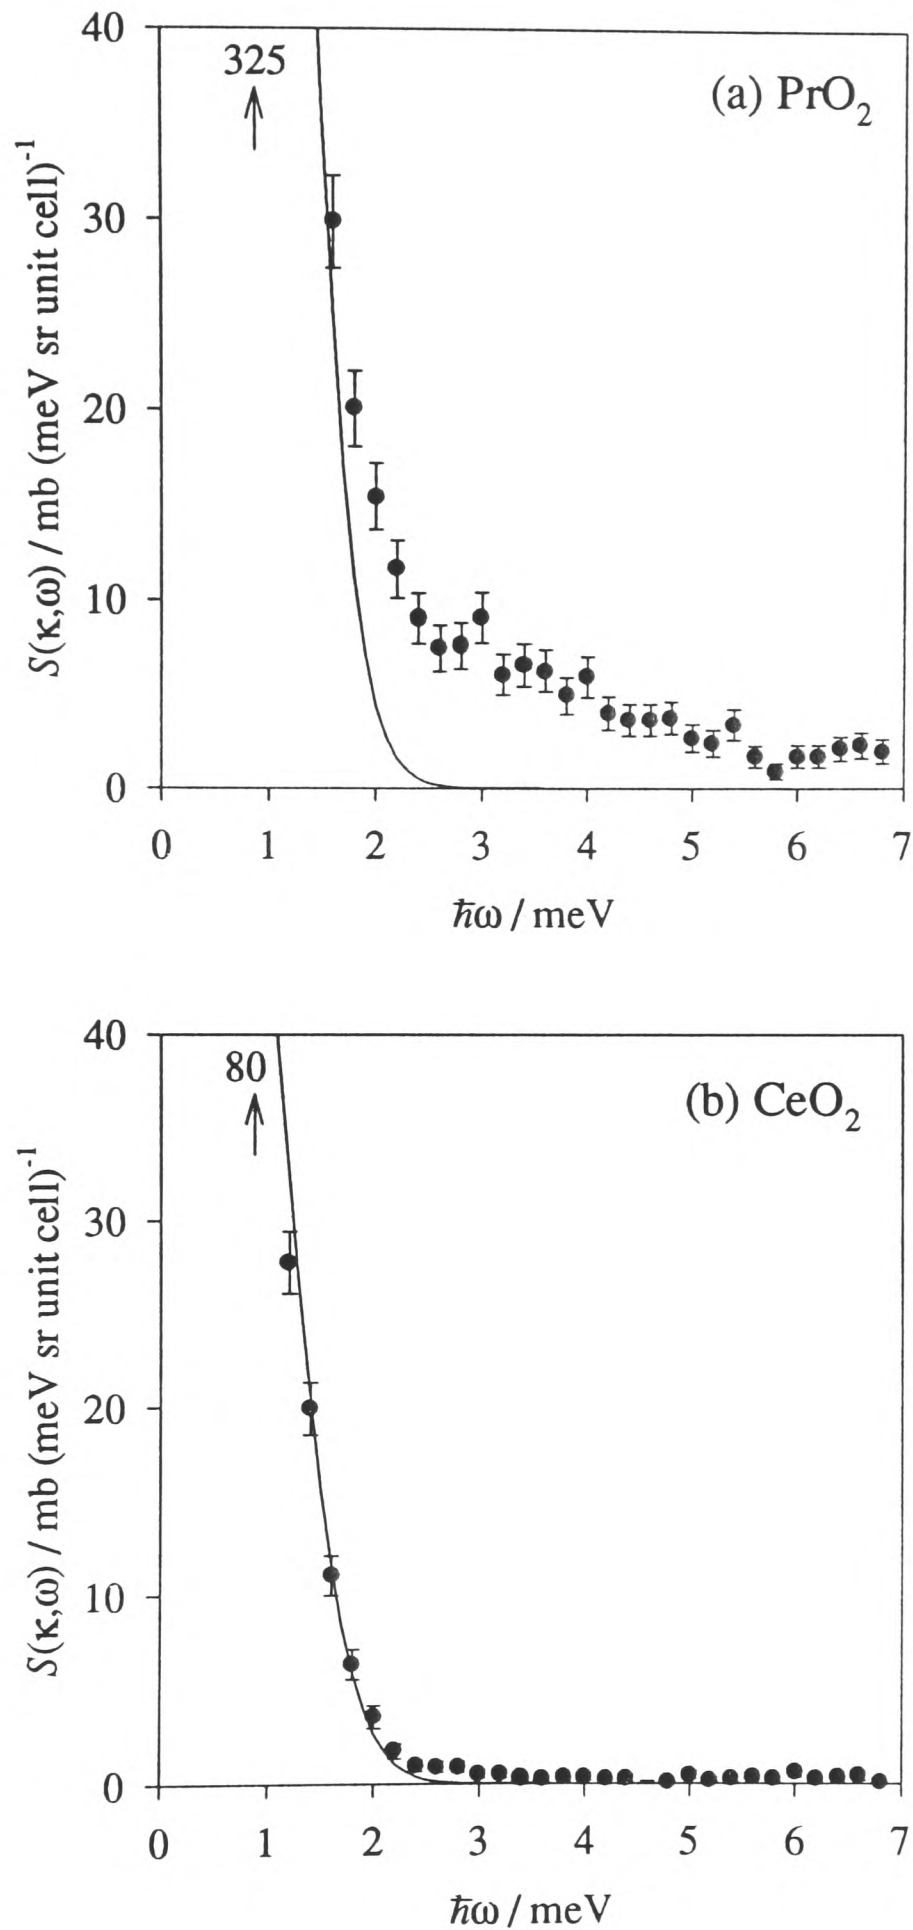 40
325
(a) PrO₂
30
20
10
0
S(κ,ω) / mb (meV sr unit cell)⁻¹
0 1 2 3 4 5 6 7
ħω / meV
40
80
(b) CeO₂
30
20
10
0
S(κ,ω) / mb (meV sr unit cell)⁻¹
0 1 2 3 4 5 6 7
ħω / meV